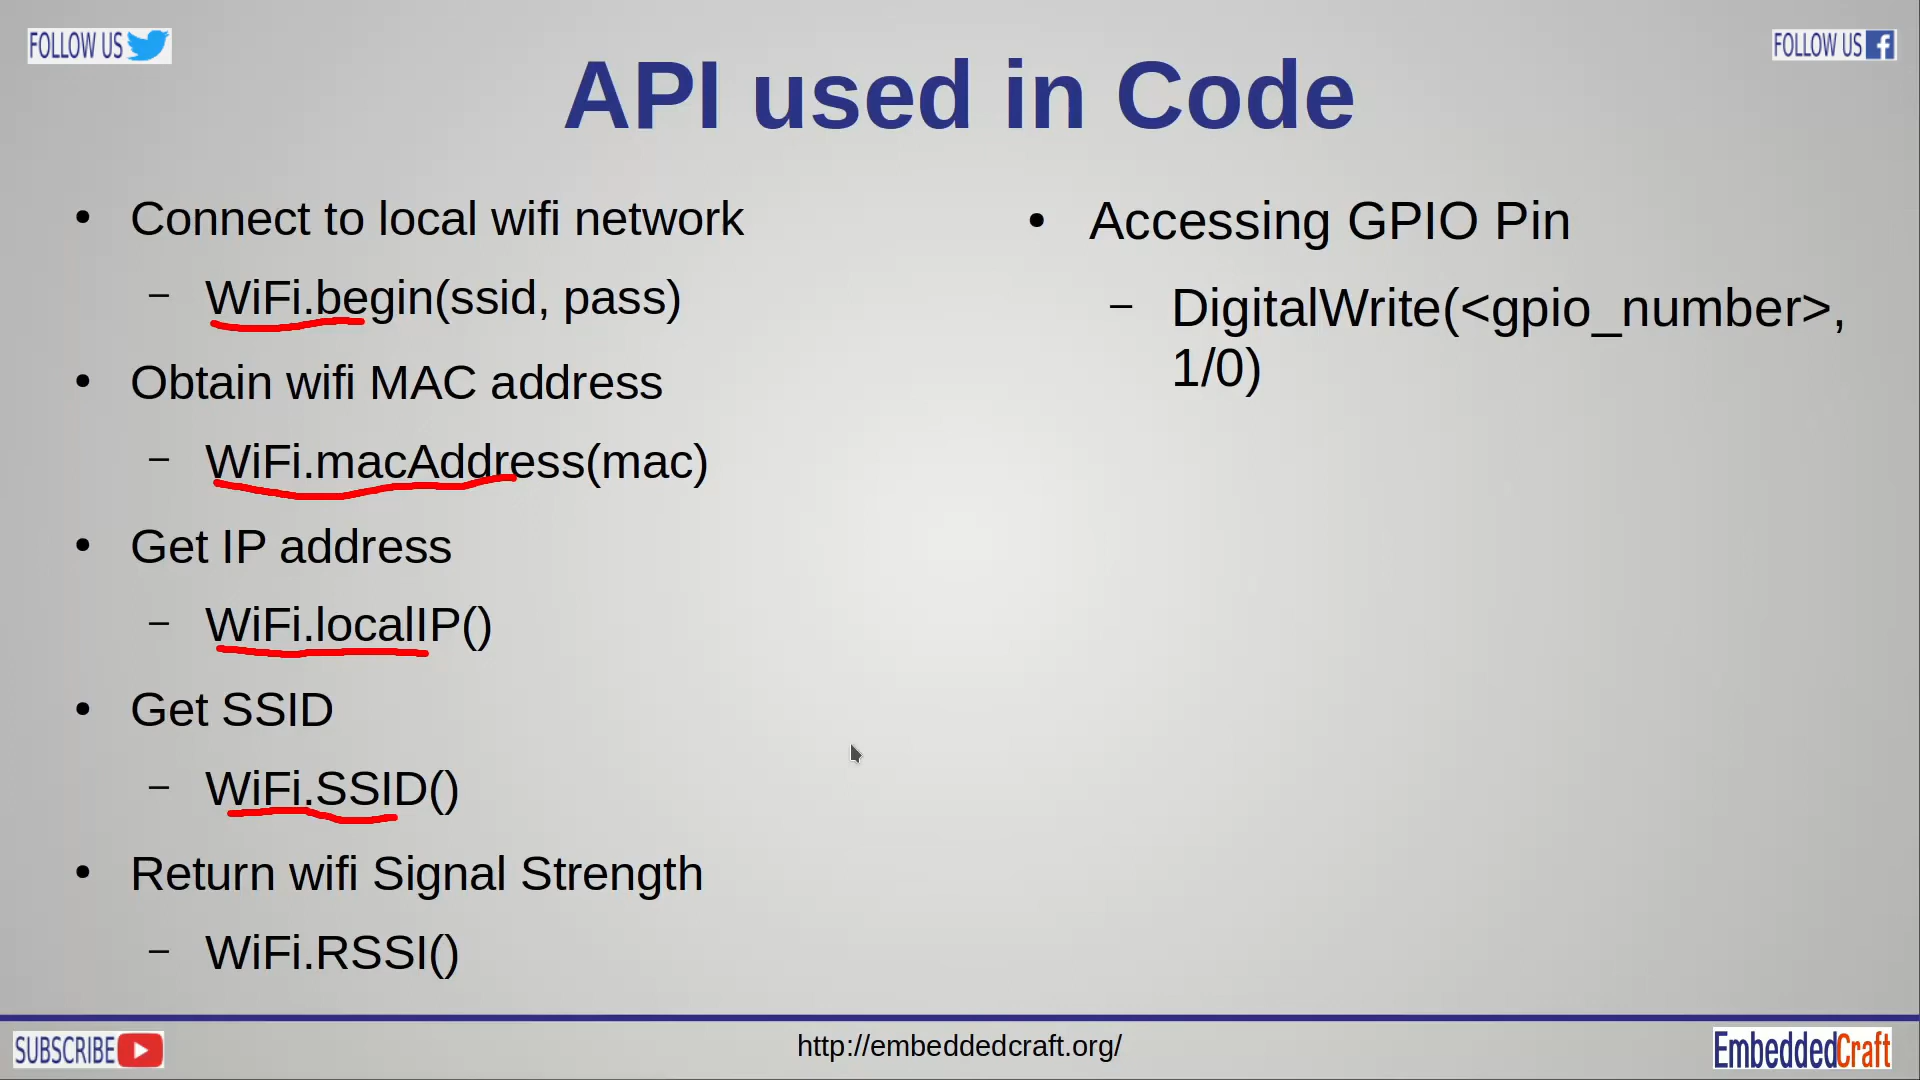 FOLLOW US
FOLLOW US
API used in Code
• Connect to local wifi network
– WiFi.begin(ssid, pass)
• Obtain wifi MAC address
– WiFi.macAddress(mac)
• Get IP address
– WiFi.localIP()
• Get SSID
– WiFi.SSID()
• Return wifi Signal Strength
– WiFi.RSSI()
• Accessing GPIO Pin
– DigitalWrite(<gpio_number>,
1/0)
SUBSCRIBE
http://embeddedcraft.org/
EmbeddedCraft